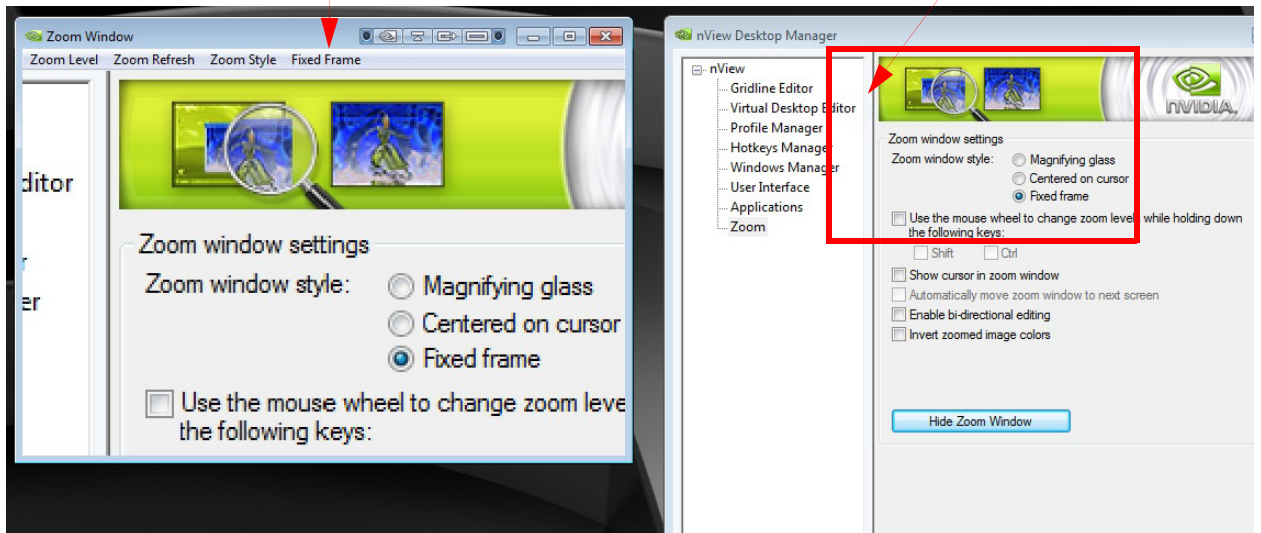 Zoom Window
Zoom Level Zoom Refresh Zoom Style Fixed Frame
ditor
er
Zoom window settings
Zoom window style:
Magnifying glass
Centered on cursor
Fixed frame
Use the mouse wheel to change zoom leve
the following keys:
nView Desktop Manager
nView
Gridline Editor
Virtual Desktop Editor
Profile Manager
Hotkeys Manager
Windows Manager
User Interface
Applications
Zoom
NVIDIA.
Zoom window settings
Zoom window style:
Magnifying glass
Centered on cursor
Fixed frame
Use the mouse wheel to change zoom level while holding down
the following keys:
Shift Ctrl
Show cursor in zoom window
Automatically move zoom window to next screen
Enable bi-directional editing
Invert zoomed image colors
Hide Zoom Window